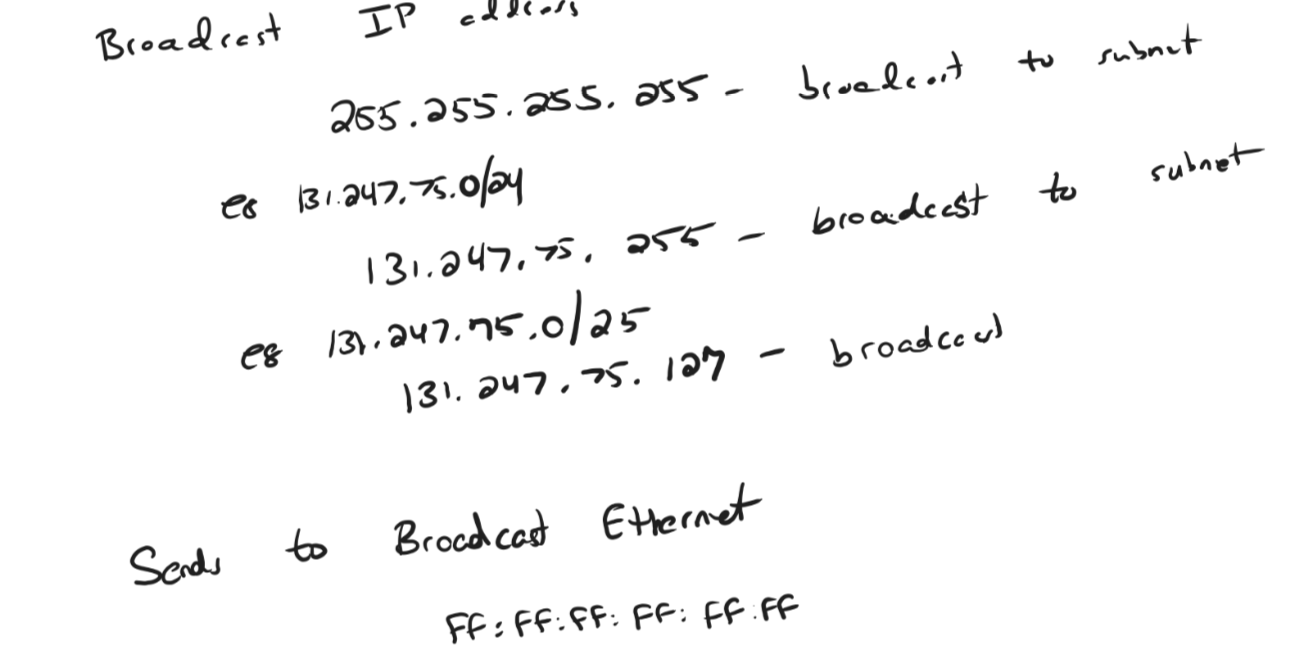 Broadcast IP address
255.255.255.255 - broadcast to subnet
eg 131.247.75.0/24
131.247.75.255 - broadcast to subnet
eg 131.247.75.0/25
131.247.75.127 - broadcast
Sends to Broadcast Ethernet
FF:FF:FF:FF:FF:FF